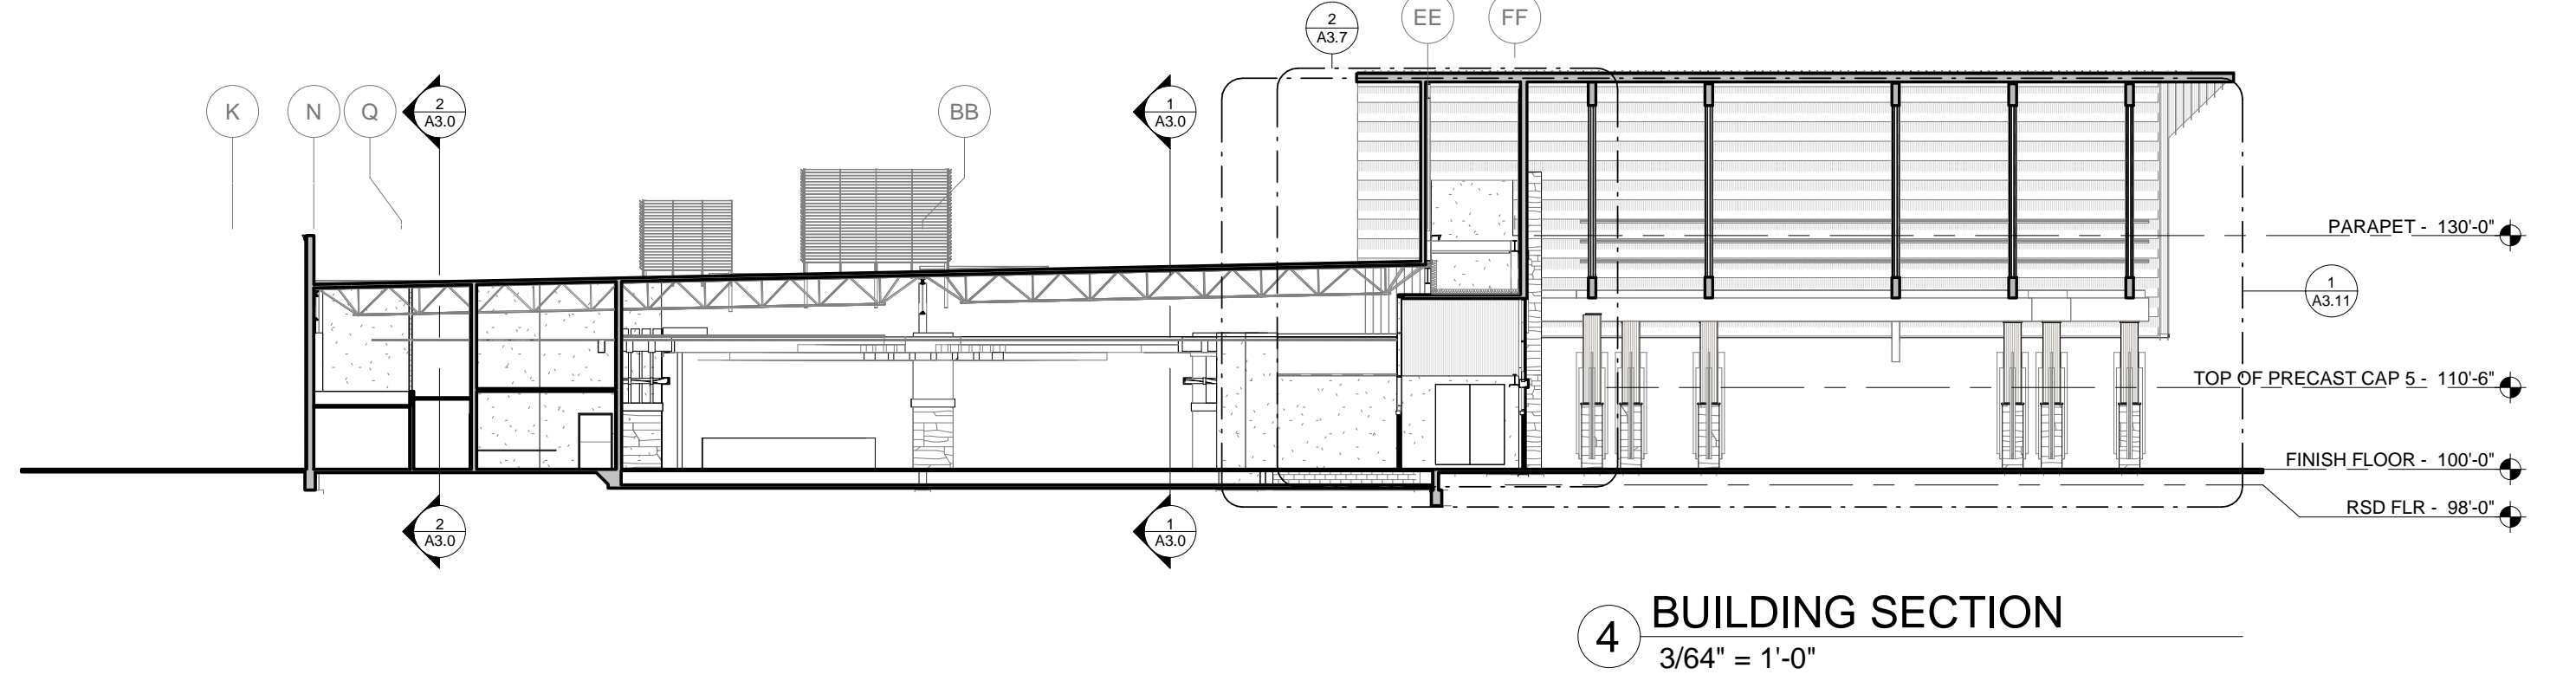 2
A3.7
EE
FF
K
N
Q
2
A3.0
BB
1
A3.0
PARAPET - 130'-0"
1
A3.11
TOP OF PRECAST CAP 5 - 110'-6"
FINISH FLOOR - 100'-0"
RSD FLR - 98'-0"
2
A3.0
1
A3.0
4
BUILDING SECTION
3/64" = 1'-0"